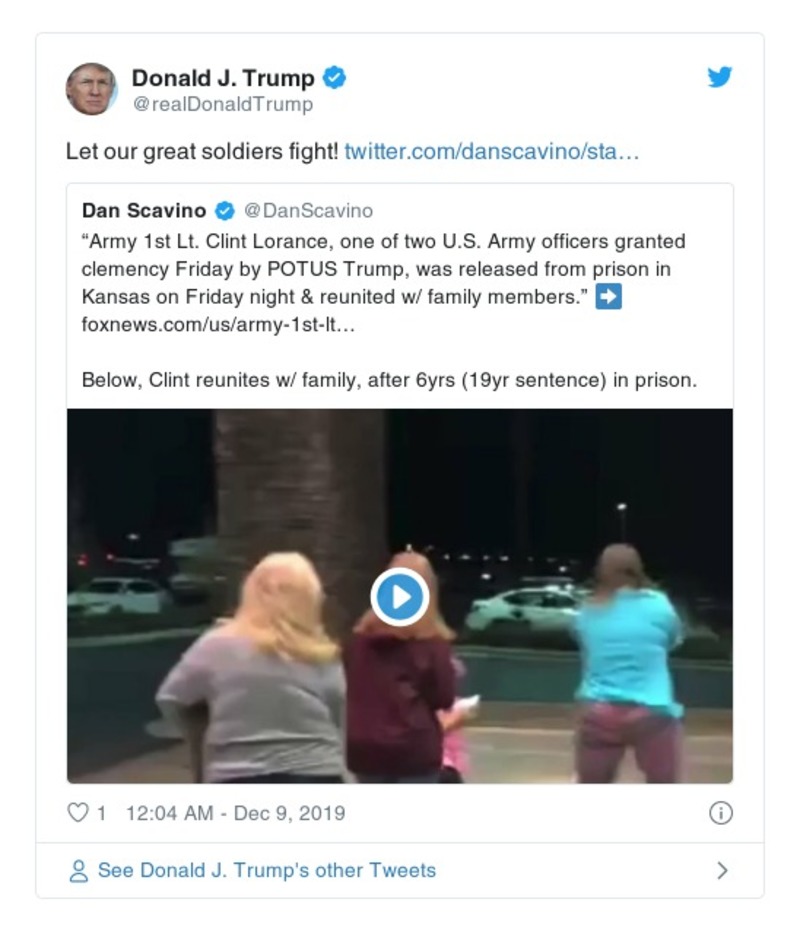 Donald J. Trump
@realDonaldTrump
Let our great soldiers fight! twitter.com/danscavino/sta…
Dan Scavino @DanScavino
“Army 1st Lt. Clint Lorance, one of two U.S. Army officers granted
clemency Friday by POTUS Trump, was released from prison in
Kansas on Friday night & reunited w/ family members.” ➡
foxnews.com/us/army-1st-lt…
Below, Clint reunites w/ family, after 6yrs (19yr sentence) in prison.
1 12:04 AM - Dec 9, 2019
See Donald J. Trump's other Tweets